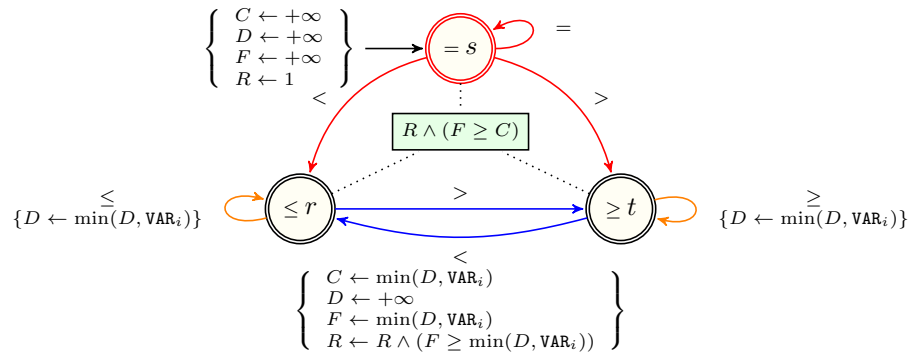 C ← +∞
D ← +∞
F ← +∞
R ← 1
= s
=
<
>
R ∧ (F ≥ C)
≤
{D ← min(D, VAR_i)}
≤ r
>
≥ t
≥
{D ← min(D, VAR_i)}
<
C ← min(D, VAR_i)
D ← +∞
F ← min(D, VAR_i)
R ← R ∧ (F ≥ min(D, VAR_i))